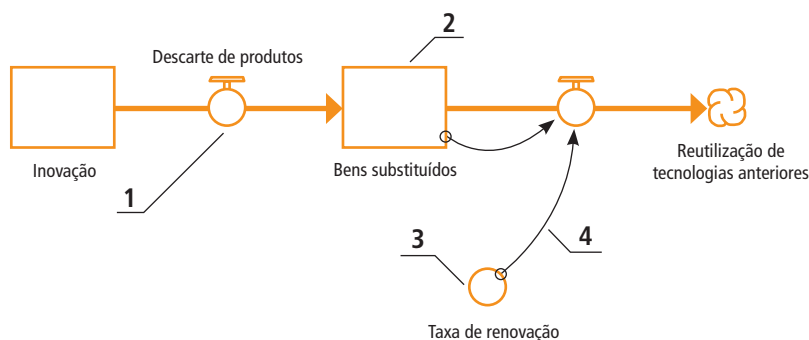 2
Descarte de produtos
Inovação
1
Bens substituídos
Reutilização de
tecnologias anteriores
3
4
Taxa de renovação